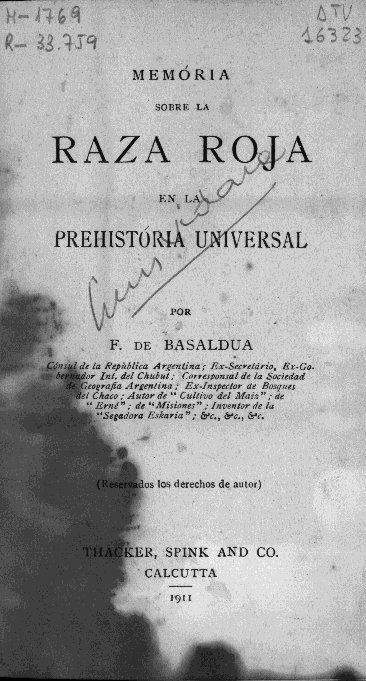 M-1769
R-33.759
DTV
16323
MEMÓRIA
SOBRE LA
RAZA ROJA
EN LA
PREHISTÓRIA UNIVERSAL
POR
F. DE BASALDUA
Cónsul de la República Argentina; Ex-Secretário, Ex-Go-
bernador Int. del Chubut; Corresponsal de la Sociedad
de Geografía Argentina; Ex-Inspector de Bosques
del Chaco; Autor de "Cultivo del Maiz"; de
"Erné"; de "Misiones"; Inventor de la
"Segadora Eskaria"; &c., &c., &c.
(Reservados los derechos de autor)
THACKER, SPINK AND CO.
CALCUTTA
1911